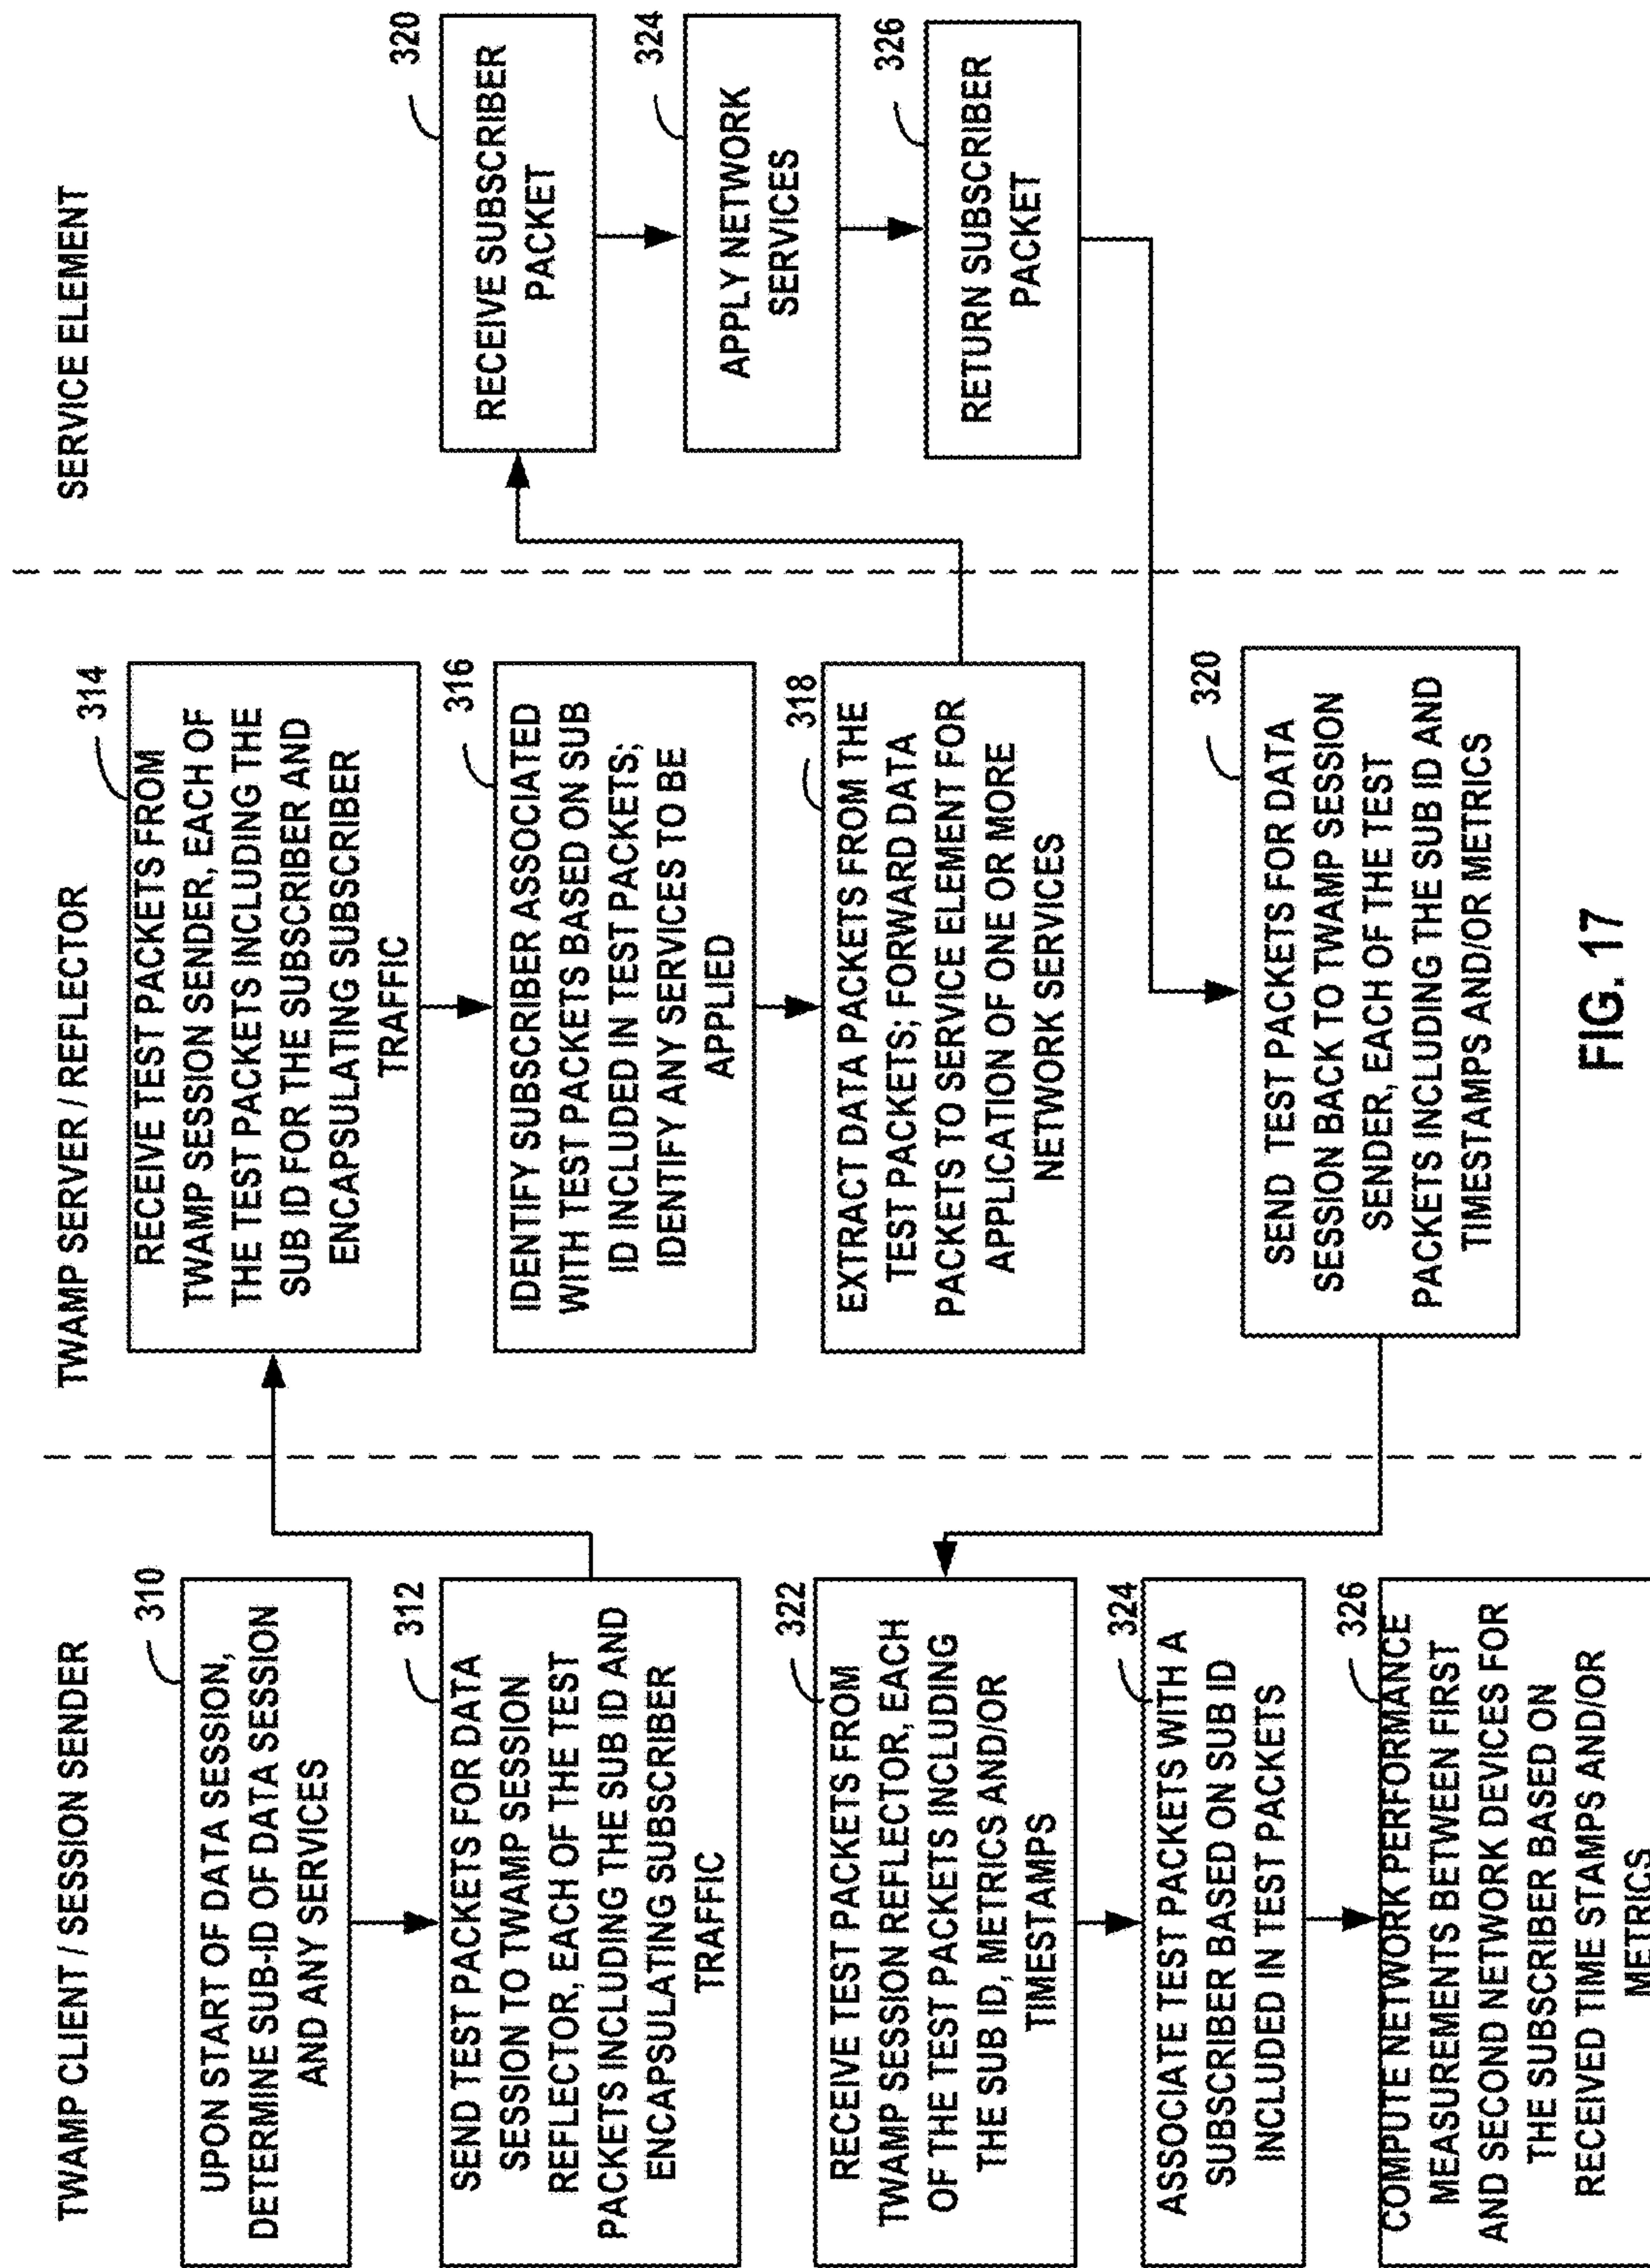 TWAMP CLIENT / SESSION SENDER
310
UPON START OF DATA SESSION,
DETERMINE SUB-ID OF DATA SESSION
AND ANY SERVICES
312
SEND TEST PACKETS FOR DATA
SESSION TO TWAMP SESSION
REFLECTOR, EACH OF THE TEST
PACKETS INCLUDING THE SUB ID AND
ENCAPSULATING SUBSCRIBER
TRAFFIC
322
RECEIVE TEST PACKETS FROM
TWAMP SESSION REFLECTOR, EACH
OF THE TEST PACKETS INCLUDING
THE SUB ID, METRICS AND/OR
TIMESTAMPS
324
ASSOCIATE TEST PACKETS WITH A
SUBSCRIBER BASED ON SUB ID
INCLUDED IN TEST PACKETS
326
COMPUTE NETWORK PERFORMANCE
MEASUREMENTS BETWEEN FIRST
AND SECOND NETWORK DEVICES FOR
THE SUBSCRIBER BASED ON
RECEIVED TIME STAMPS AND/OR
METRICS
TWAMP SERVER / REFLECTOR
314
RECEIVE TEST PACKETS FROM
TWAMP SESSION SENDER, EACH OF
THE TEST PACKETS INCLUDING THE
SUB ID FOR THE SUBSCRIBER AND
ENCAPSULATING SUBSCRIBER
TRAFFIC
316
IDENTIFY SUBSCRIBER ASSOCIATED
WITH TEST PACKETS BASED ON SUB
ID INCLUDED IN TEST PACKETS;
IDENTIFY ANY SERVICES TO BE
APPLIED
318
EXTRACT DATA PACKETS FROM THE
TEST PACKETS; FORWARD DATA
PACKETS TO SERVICE ELEMENT FOR
APPLICATION OF ONE OR MORE
NETWORK SERVICES
320
SEND TEST PACKETS FOR DATA
SESSION BACK TO TWAMP SESSION
SENDER, EACH OF THE TEST
PACKETS INCLUDING THE SUB ID AND
TIMESTAMPS AND/OR METRICS
SERVICE ELEMENT
320
RECEIVE SUBSCRIBER
PACKET
324
APPLY NETWORK
SERVICES
326
RETURN SUBSCRIBER
PACKET
FIG. 17